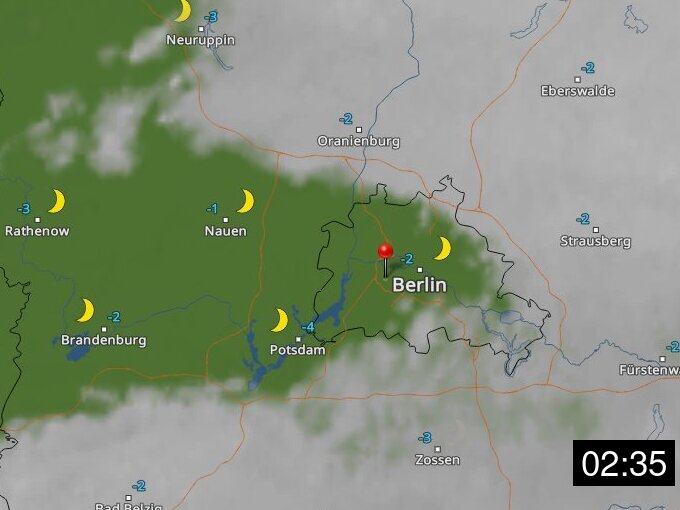 -3
Neuruppin
-2
Eberswalde
-2
Oranienburg
-3
Rathenow
-1
Nauen
-2
Strausberg
-2
Berlin
-2
Brandenburg
-4
Potsdam
-2
-3
Zossen
02:35
-2